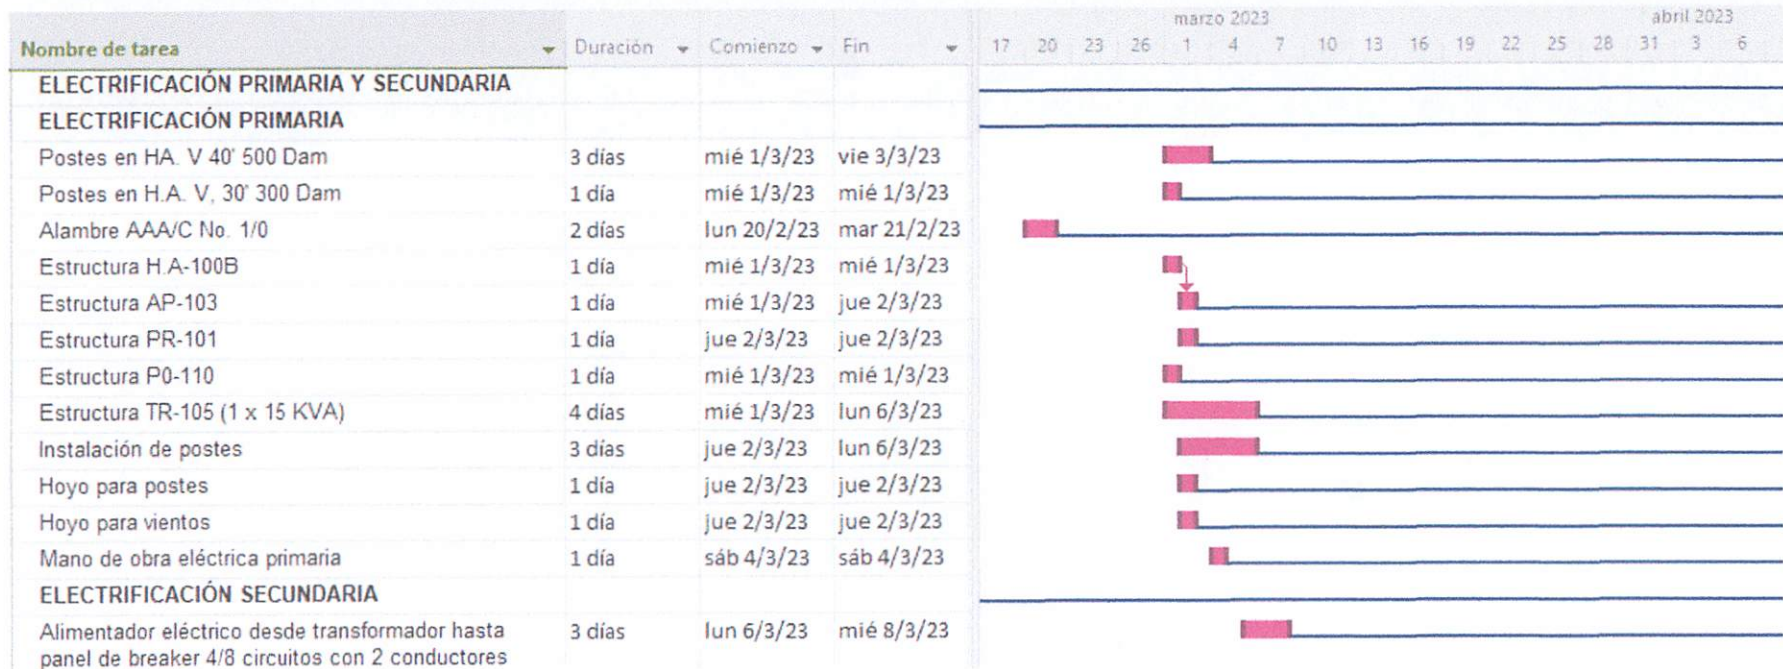 marzo 2023 abril 2023
Nombre de tarea Duración Comienzo Fin 17 20 23 26 1 4 7 10 13 16 19 22 25 28 31 3 6
ELECTRIFICACIÓN PRIMARIA Y SECUNDARIA
ELECTRIFICACIÓN PRIMARIA
Postes en HA. V 40' 500 Dam 3 días mié 1/3/23 vie 3/3/23
Postes en H.A. V, 30' 300 Dam 1 día mié 1/3/23 mié 1/3/23
Alambre AAA/C No. 1/0 2 días lun 20/2/23 mar 21/2/23
Estructura H.A-100B 1 día mié 1/3/23 mié 1/3/23
Estructura AP-103 1 día mié 1/3/23 jue 2/3/23
Estructura PR-101 1 día jue 2/3/23 jue 2/3/23
Estructura P0-110 1 día mié 1/3/23 mié 1/3/23
Estructura TR-105 (1 x 15 KVA) 4 días mié 1/3/23 lun 6/3/23
Instalación de postes 3 días jue 2/3/23 lun 6/3/23
Hoyo para postes 1 día jue 2/3/23 jue 2/3/23
Hoyo para vientos 1 día jue 2/3/23 jue 2/3/23
Mano de obra eléctrica primaria 1 día sáb 4/3/23 sáb 4/3/23
ELECTRIFICACIÓN SECUNDARIA
Alimentador eléctrico desde transformador hasta 3 días lun 6/3/23 mié 8/3/23
panel de breaker 4/8 circuitos con 2 conductores